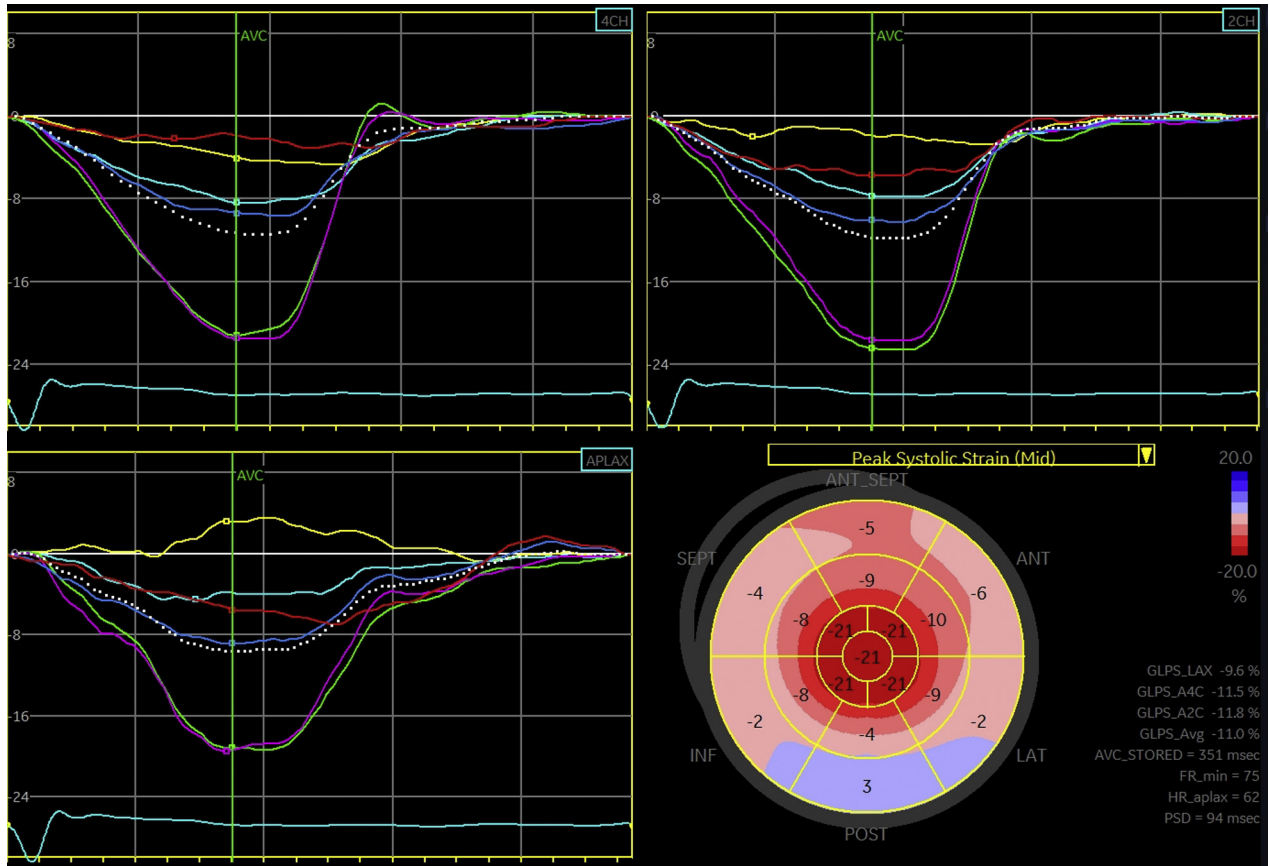 4CH
8
AVC
0
-8
-16
-24
2CH
8
AVC
0
-8
-16
-24
APLAX
8
AVC
0
-8
-16
-24
Peak Systolic Strain (Mid)
20.0
-20.0
%
ANT_SEPT
SEPT
ANT
-5
-4
-9
-6
-8
-10
-21
-21
-21
-21
-21
-8
-9
-2
-4
-2
INF
LAT
3
POST
GLPS_LAX -9.6 %
GLPS_A4C -11.5 %
GLPS_A2C -11.8 %
GLPS_Avg -11.0 %
AVC_STORED = 351 msec
FR_min = 75
HR_aplax = 62
PSD = 94 msec